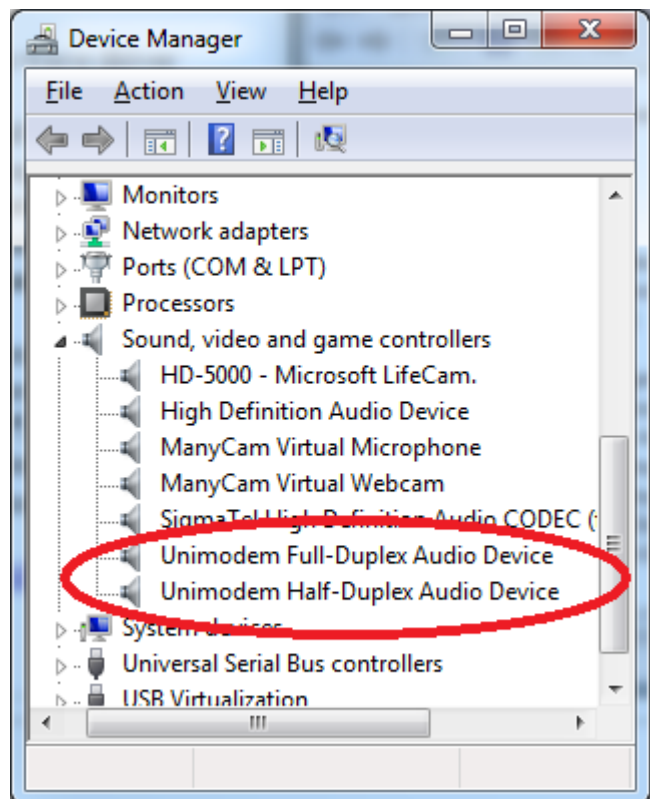 Device Manager
File Action View Help
Monitors
Network adapters
Ports (COM & LPT)
Processors
Sound, video and game controllers
HD-5000 - Microsoft LifeCam.
High Definition Audio Device
ManyCam Virtual Microphone
ManyCam Virtual Webcam
SigmaTel High Definition Audio CODEC (
Unimodem Full-Duplex Audio Device
Unimodem Half-Duplex Audio Device
System devices
Universal Serial Bus controllers
USB Virtualization